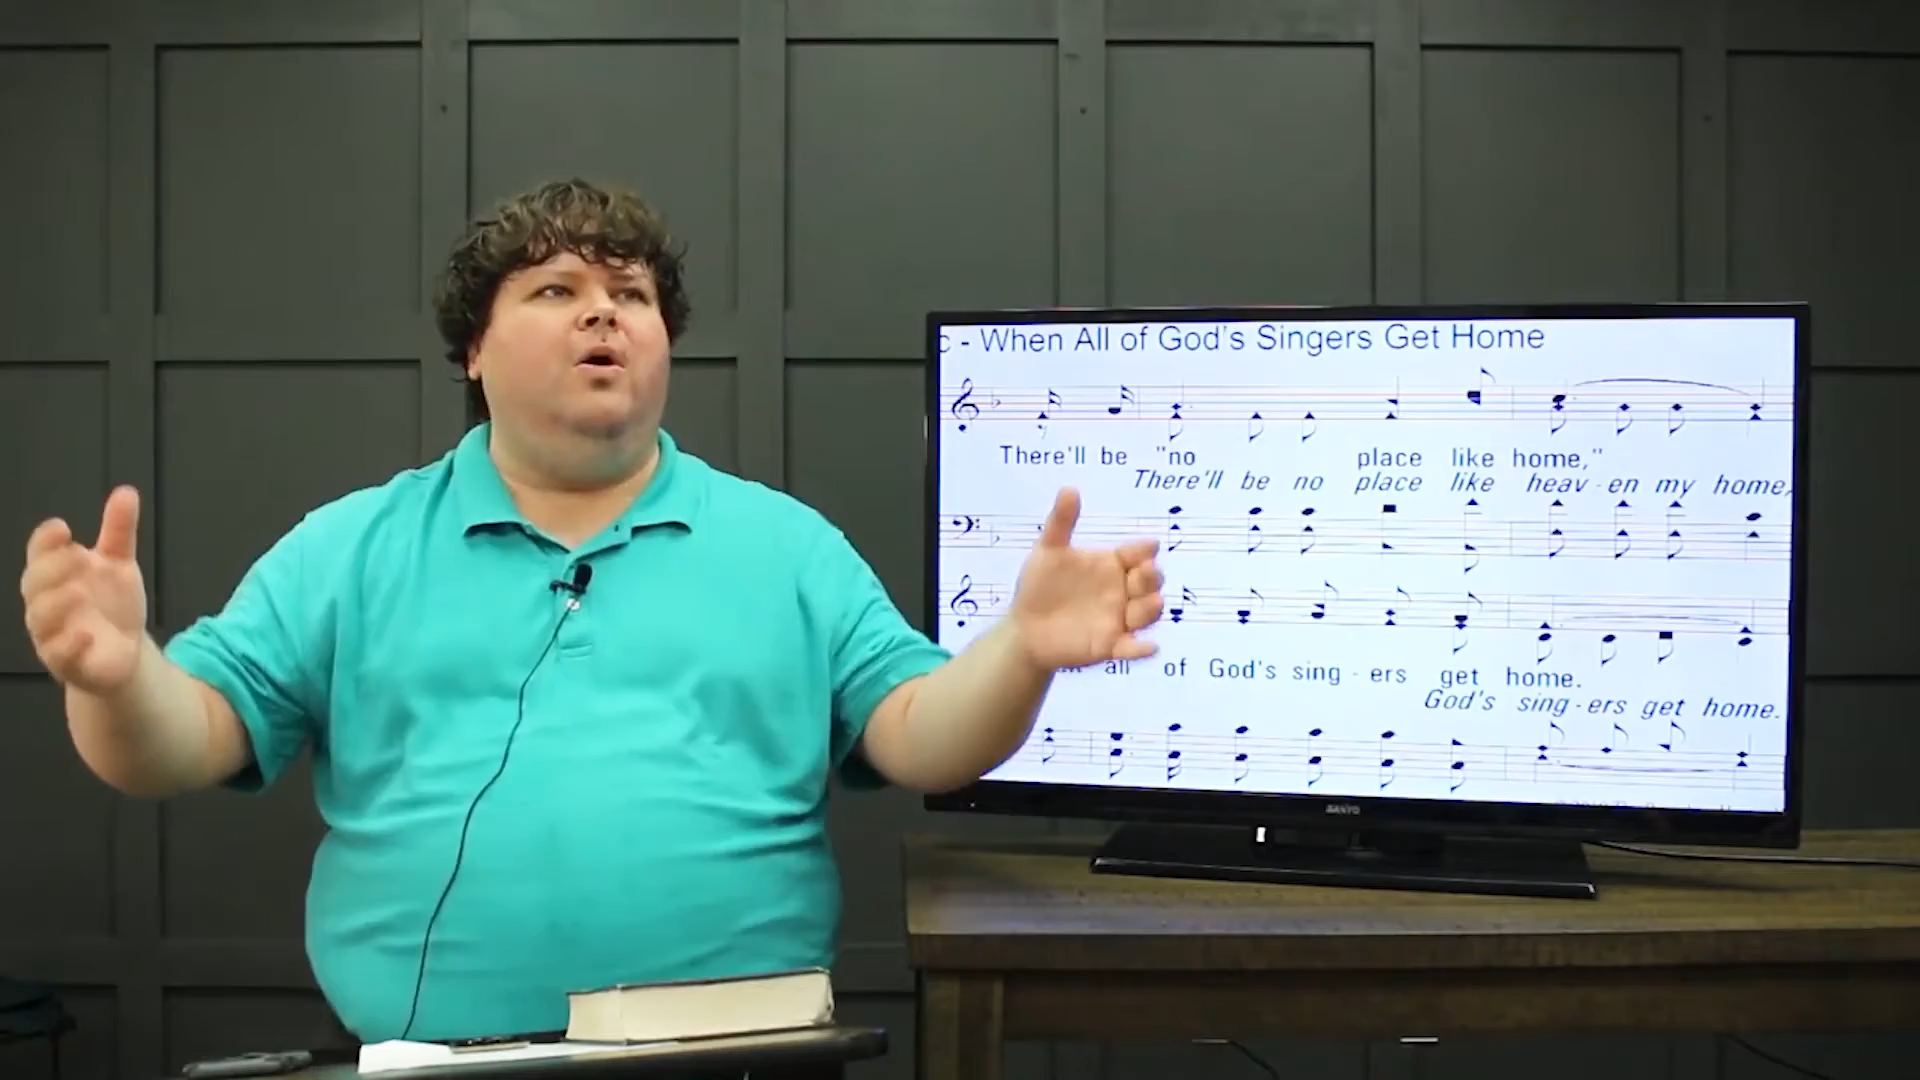 c - When All of God's Singers Get Home
There'll be "no place like home,"
There'll be no place like heav - en my home,
all of God's sing - ers get home.
God's sing - ers get home.
SANYO